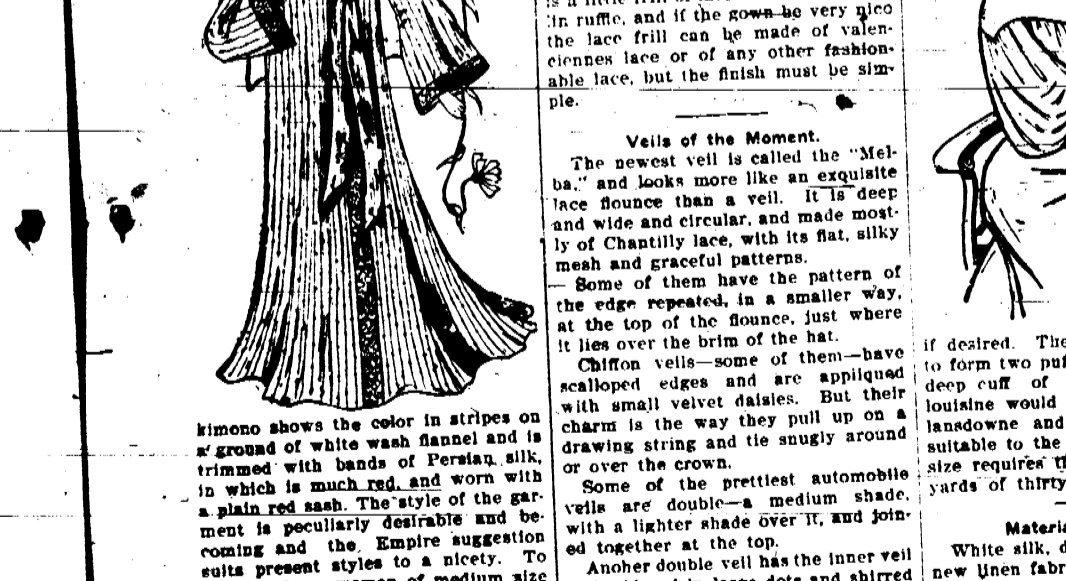 kimono shows the color in stripes on
a ground of white wash flannel and is
trimmed with bands of Persian silk,
in which is much red, and worn with
a plain red sash. The style of the gar-
ment is peculiarly desirable and be-
coming and the Empire suggestion
suits present styles to a nicety. To
of medium size
in ruffle, and if the gown be very nice
the lace frill can be made of valen-
ciennes lace or of any other fashion-
able lace, but the finish must be sim-
ple.
Veils of the Moment.
The newest veil is called the "Mel-
ba," and looks more like an exquisite
lace flounce than a veil. It is deep
and wide and circular, and made most-
ly of Chantilly lace, with its flat, silky
mesh and graceful patterns.
Some of them have the pattern of
the edge repeated, in a smaller way,
at the top of the flounce, just where
it lies over the brim of the hat.
Chiffon veils—some of them—have
scalloped edges and are appliqued
with small velvet daisies. But their
charm is the way they pull up on a
drawing string and tie snugly around
or over the crown.
Some of the prettiest automobile
veils are double—a medium shade,
with a lighter shade over it, and join-
ed together at the top.
Anoher double veil has the inner veil
dots and shirred
if desired. The
to form two puf
deep cuff of
louisine would
lansdowne and
suitable to the
size requires
yards of thirty
Materia
White silk, d
new linen fabr